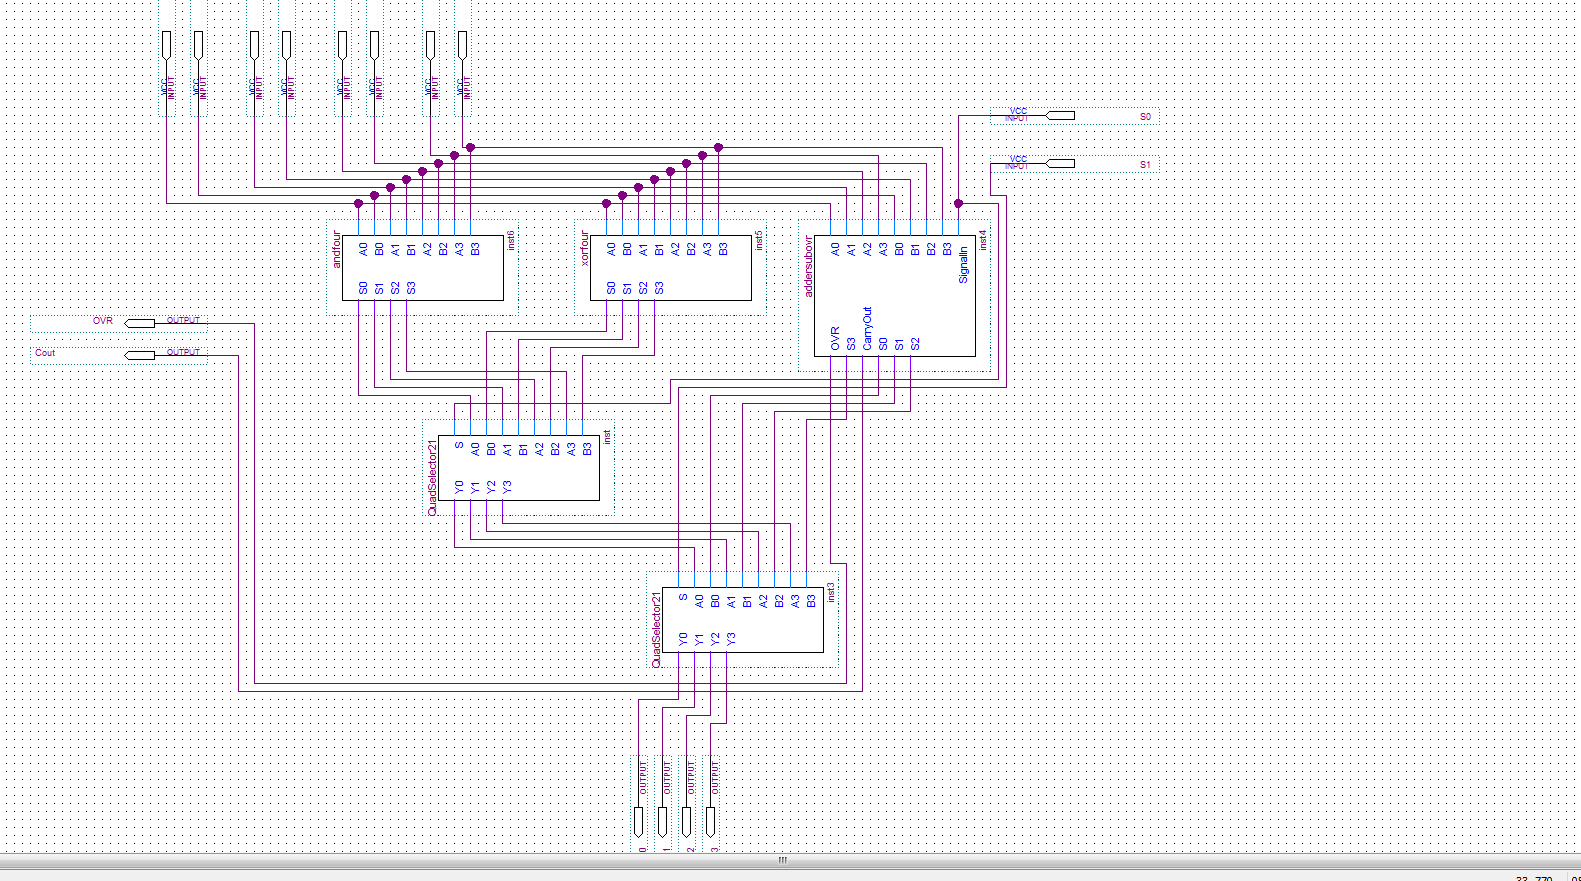 VCC INPUT VCC INPUT VCC INPUT VCC INPUT VCC INPUT VCC INPUT VCC INPUT VCC INPUT
VCC
INPUT
S0
VCC
INPUT
S1
andfour
A0 B0 A1 B1 A2 B2 A3 B3
S0 S1 S2 S3
inst6
xorfour
A0 B0 A1 B1 A2 B2 A3 B3
S0 S1 S2 S3
inst5
addersubovr
A0 A1 A2 A3 B0 B1 B2 B3 SignalIn
OVR S3 CarryOut S0 S1 S2
inst4
OVR OUTPUT
Cout OUTPUT
QuadSelector21
S A0 B0 A1 B1 A2 B2 A3 B3
Y0 Y1 Y2 Y3
inst
QuadSelector21
S A0 B0 A1 B1 A2 B2 A3 B3
Y0 Y1 Y2 Y3
inst3
OUTPUT OUTPUT OUTPUT OUTPUT
0 1 2 3